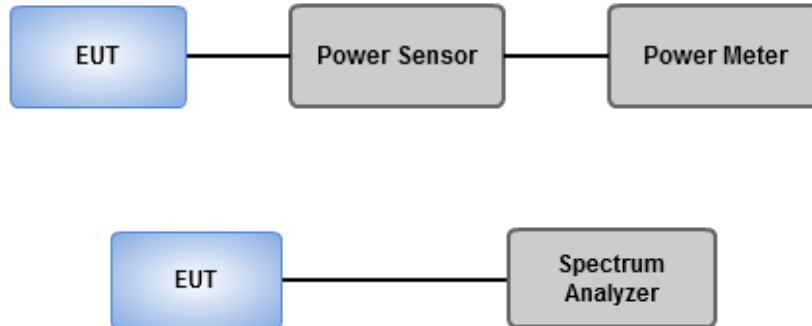 EUT
Power Sensor
Power Meter
EUT
Spectrum
Analyzer